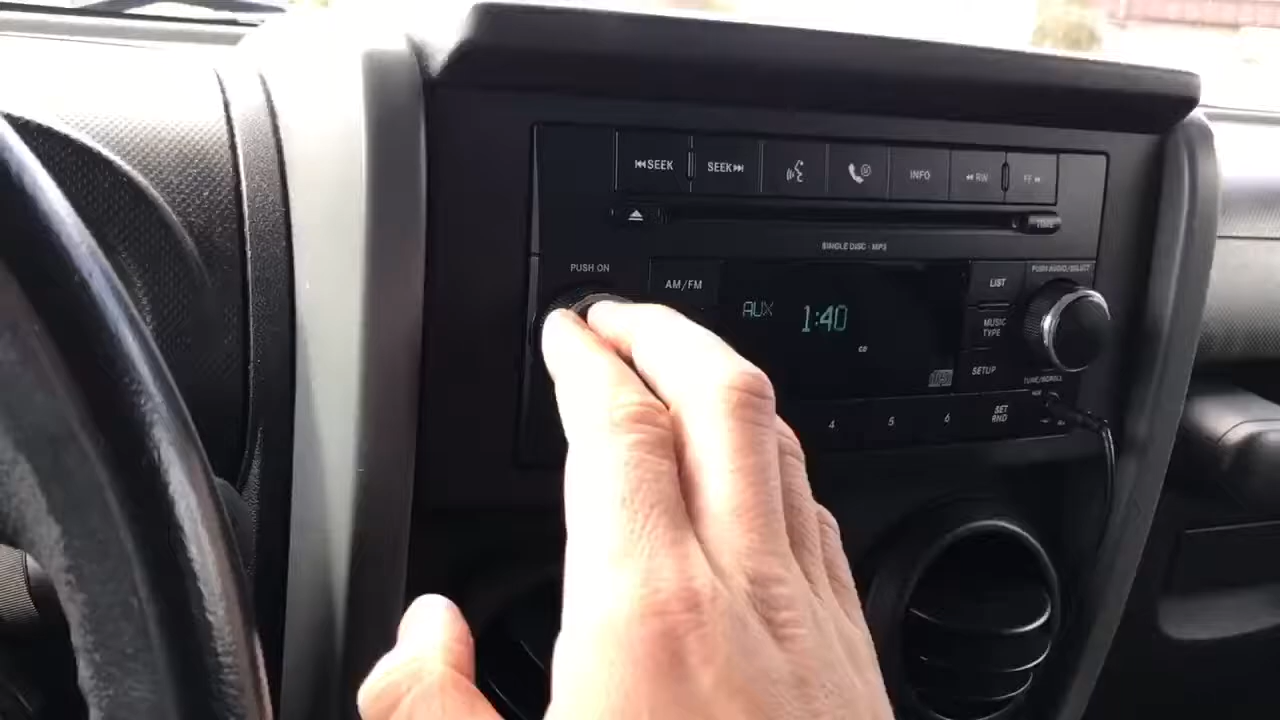 ⏮SEEK SEEK⏭ INFO ◀◀ RW FF ▶▶
SINGLE DISC - MP3
PUSH ON
AM/FM
PUSH AUDIO/SELECT
LIST
AUX 1:40
MUSIC
TYPE
CD
SETUP
TUNE/SCROLL
4 5 6 SET
RND